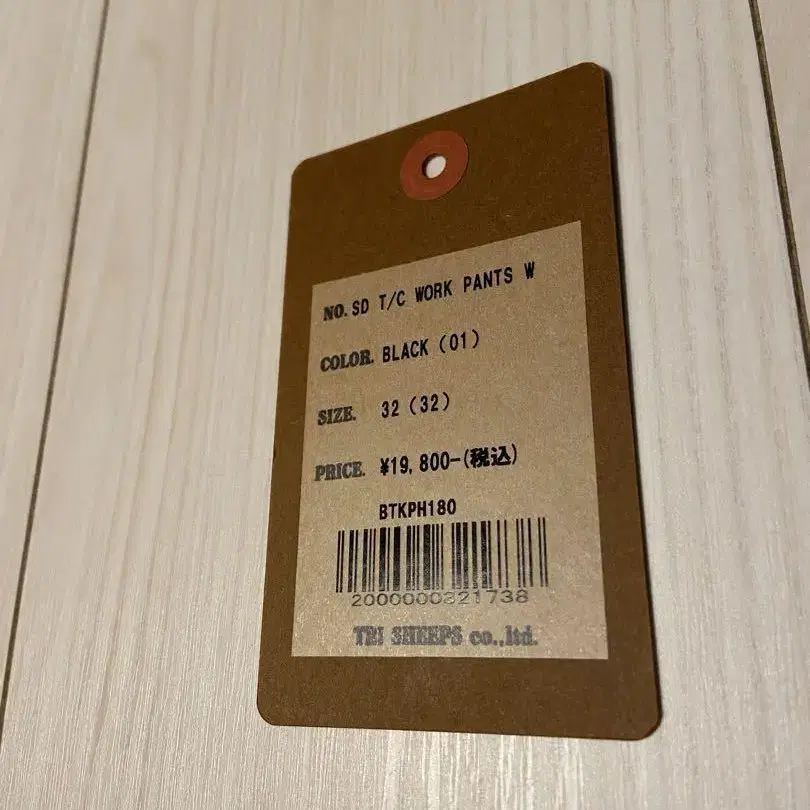 NO. SD T/C WORK PANTS W
COLOR. BLACK (01)
SIZE. 32 (32)
PRICE. ¥19,800-(税込)
BTKPH180
2000000321738
TRI SHEEPS co.,ltd.